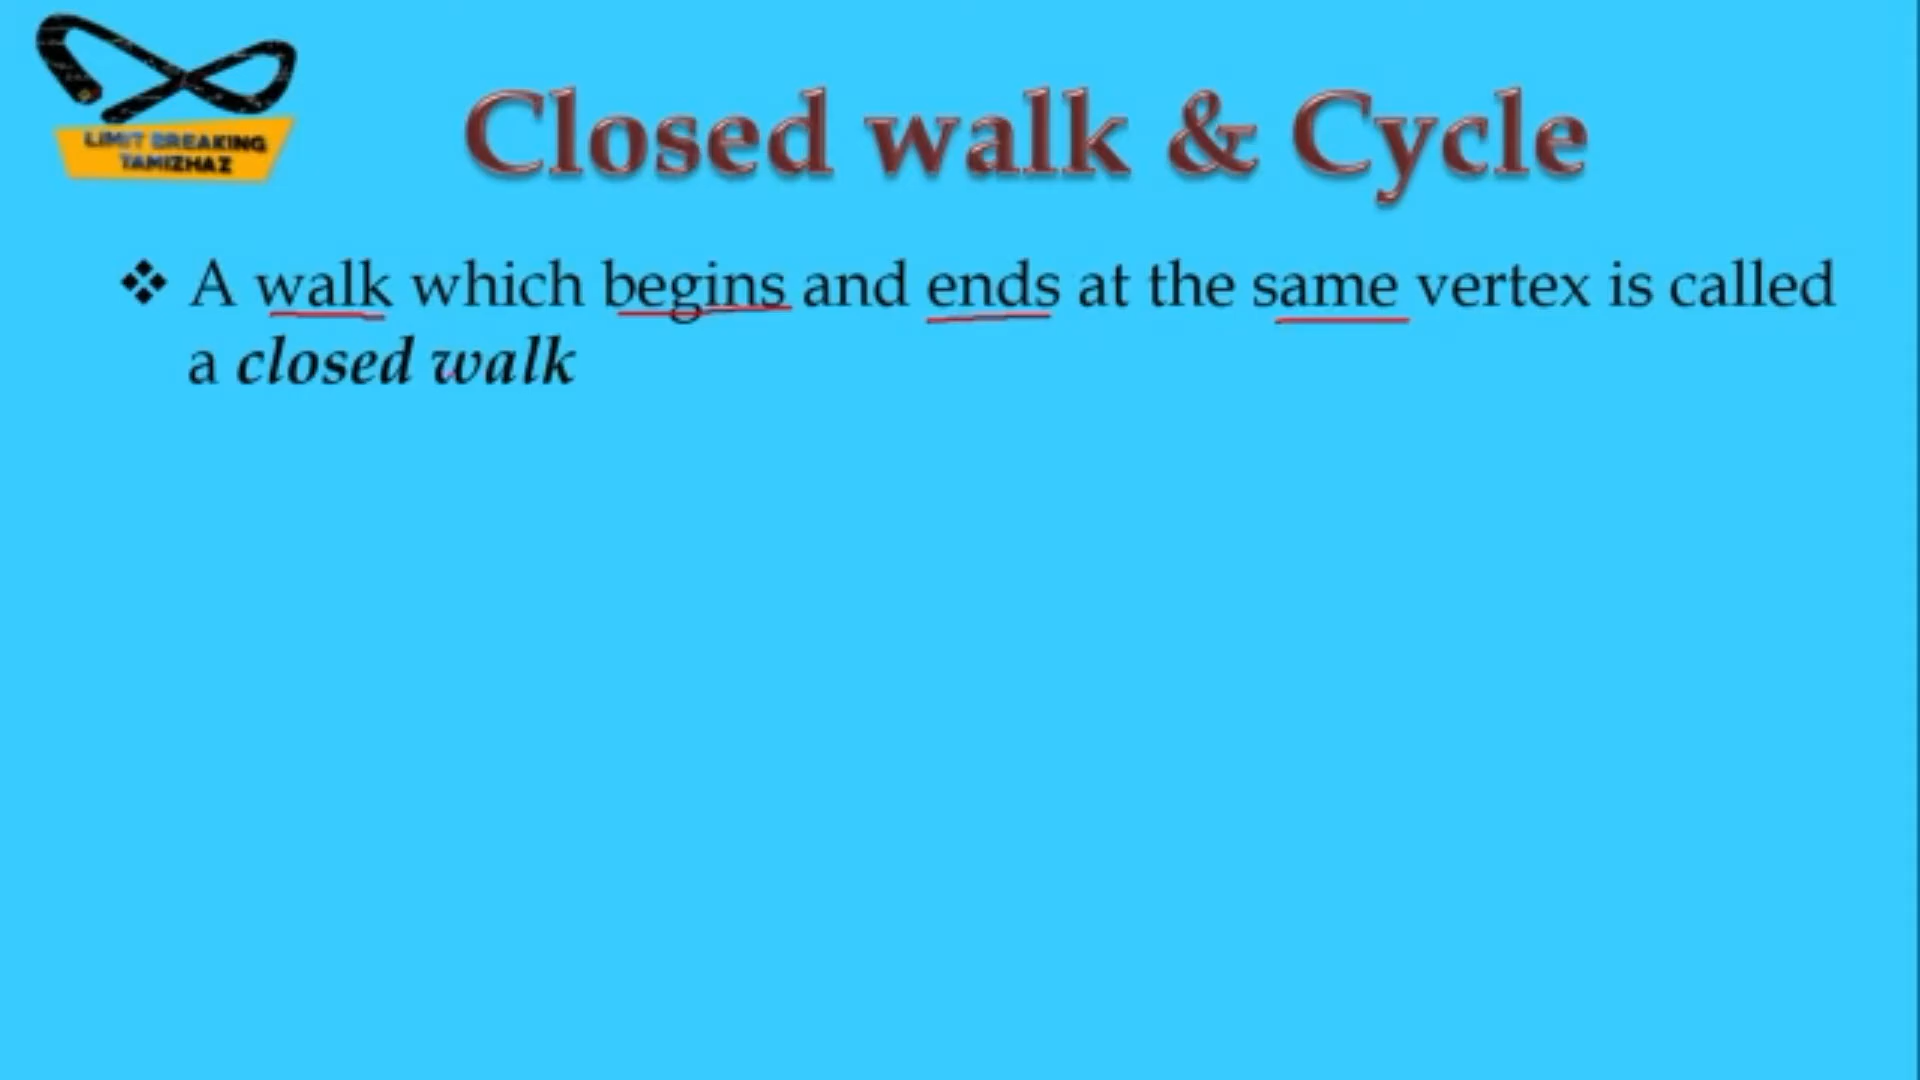 LIMIT BREAKING
TAMIZHAZ
Closed walk & Cycle
❖ A walk which begins and ends at the same vertex is called
a closed walk